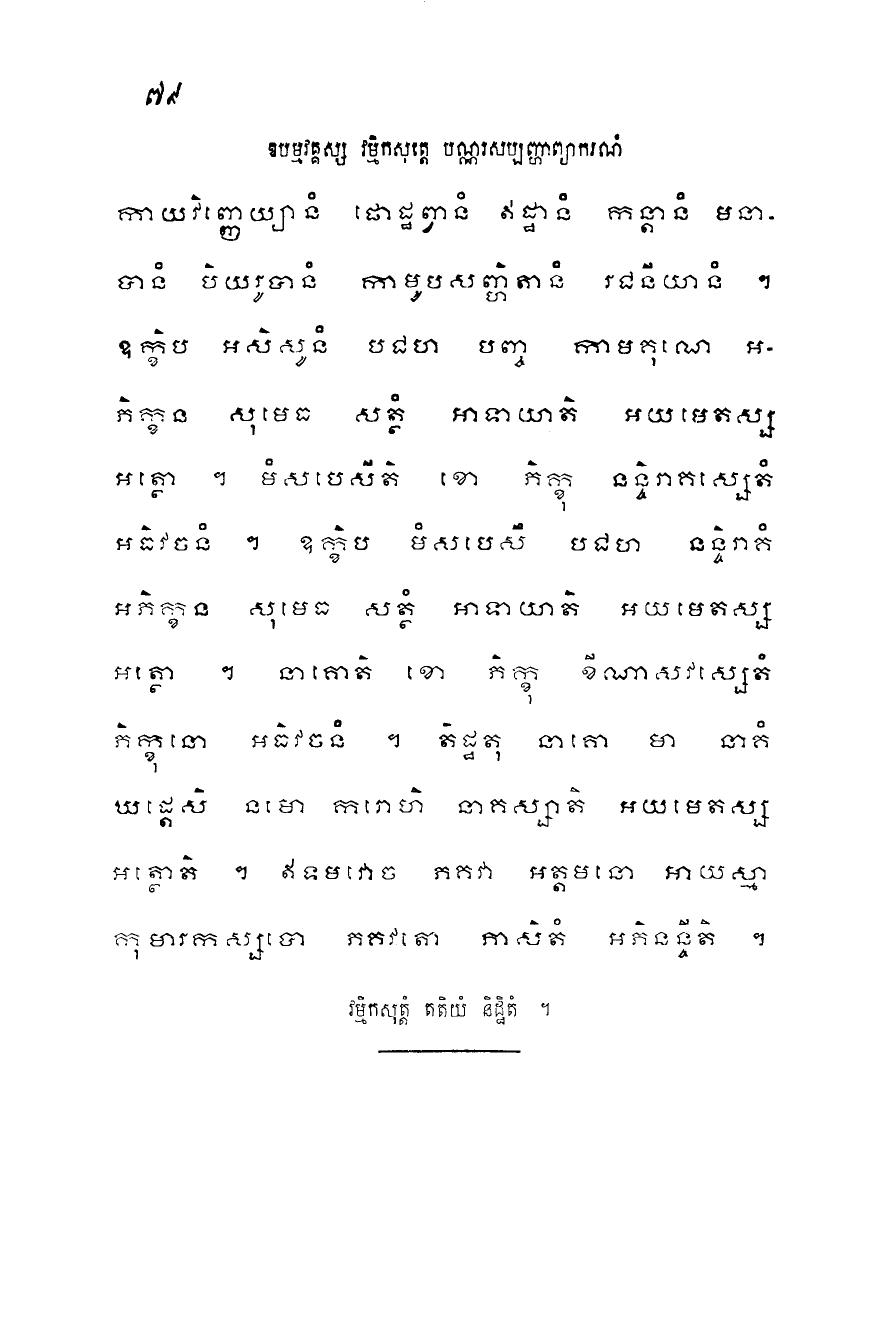 ៧៩
ឱបម្មវគ្គស្ស វម្មិកសុត្តេ បណ្ណរសប្បញ្ហាព្យាករណំ
កាយវិញ្ញេយ្យានំ ផោដ្ឋព្វានំ ឥដ្ឋានំ កន្តានំ មនា-
បានំ បិយរូបានំ កាមូបសញ្ហិតានំ រជនីយានំ ។
ឧក្ខិប អសិសូនំ បជហ បញ្ច កាមគុណេ អ-
ភិក្ខន សុមេធ សត្ថំ អាទាយាតិ អយមេតស្ស
អត្ថោ ។ មំសបេសីតិ ខោ ភិក្ខុ នន្ទិរាគស្សេតំ
អធិវចនំ ។ ឧក្ខិប មំសបេសឹ បជហ នន្ទិរាគំ
អភិក្ខន សុមេធ សត្ថំ អាទាយាតិ អយមេតស្ស
អត្ថោ ។ នាគោតិ ខោ ភិក្ខុ ខីណាសវស្សេតំ
ភិក្ខុនោ អធិវចនំ ។ តិដ្ឋតុ នាគោ មា នាគំ
ឃដ្តេសិ នមោ ករោហិ នាគស្សាតិ អយមេតស្ស
អត្ថោតិ ។ ឥទមវោច ភគវា អត្តមនោ អាយស្មា
កុមារកស្សបោ ភគវតោ ភាសិតំ អភិនន្ទីតិ ។
វម្មិកសុត្តំ តតិយំ និដ្ឋិតំ ។